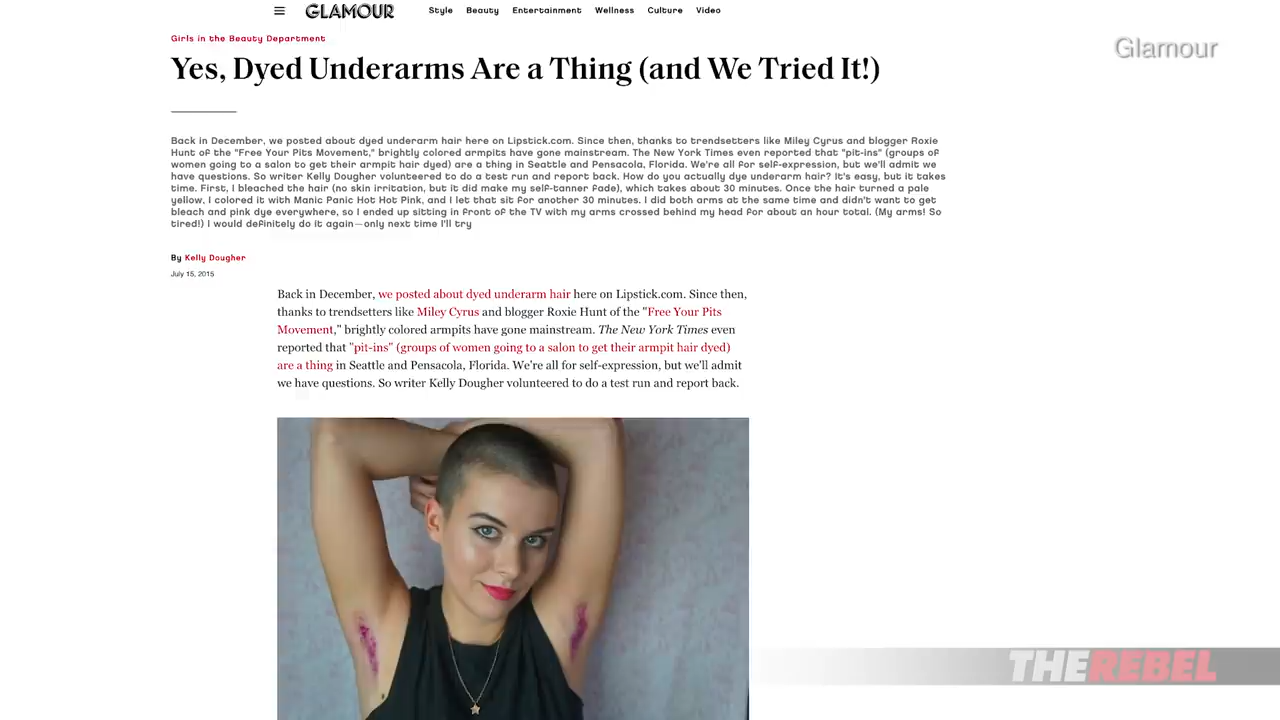 GLAMOUR
Style Beauty Entertainment Wellness Culture Video
Girls in the Beauty Department
Glamour
Yes, Dyed Underarms Are a Thing (and We Tried It!)
Back in December, we posted about dyed underarm hair here on Lipstick.com. Since then, thanks to trendsetters like Miley Cyrus and blogger Roxie
Hunt of the "Free Your Pits Movement," brightly colored armpits have gone mainstream. The New York Times even reported that "pit-ins" (groups of
women going to a salon to get their armpit hair dyed) are a thing in Seattle and Pensacola, Florida. We're all for self-expression, but we'll admit we
have questions. So writer Kelly Dougher volunteered to do a test run and report back. How do you actually dye underarm hair? It's easy, but it takes
time. First, I bleached the hair (no skin irritation, but it did make my self-tanner fade), which takes about 30 minutes. Once the hair turned a pale
yellow, I colored it with Manic Panic Hot Hot Pink, and I let that sit for another 30 minutes. I did both arms at the same time and didn't want to get
bleach and pink dye everywhere, so I ended up sitting in front of the TV with my arms crossed behind my head for about an hour total. (My arms! So
tired!) I would definitely do it again—only next time I'll try
By Kelly Dougher
July 15, 2015
Back in December, we posted about dyed underarm hair here on Lipstick.com. Since then,
thanks to trendsetters like Miley Cyrus and blogger Roxie Hunt of the "Free Your Pits
Movement," brightly colored armpits have gone mainstream. The New York Times even
reported that "pit-ins" (groups of women going to a salon to get their armpit hair dyed)
are a thing in Seattle and Pensacola, Florida. We're all for self-expression, but we'll admit
we have questions. So writer Kelly Dougher volunteered to do a test run and report back.
THE REBEL